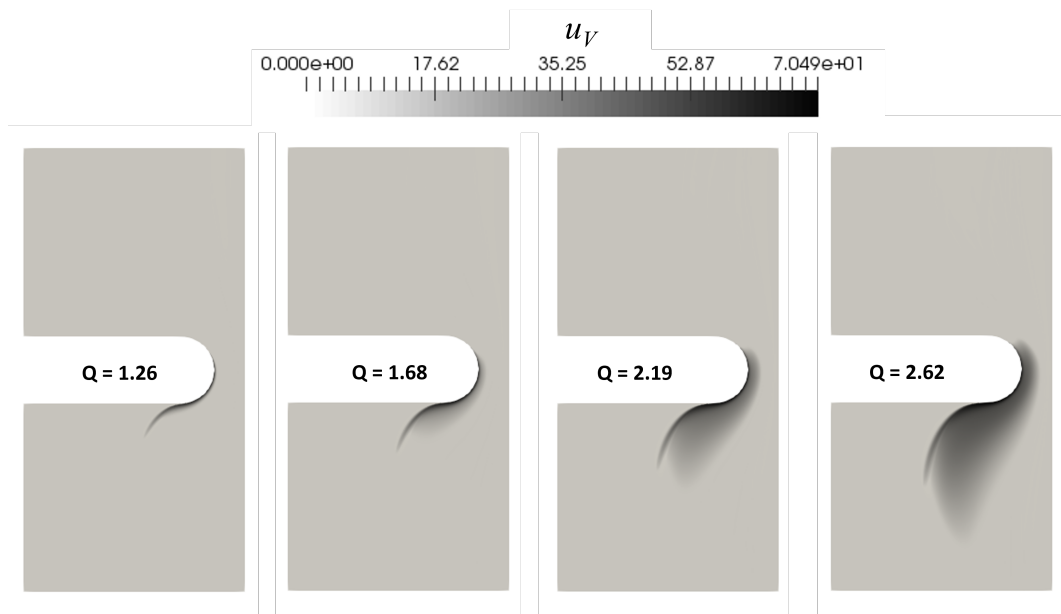 u_V
0.000e+00 17.62 35.25 52.87 7.049e+01
Q = 1.26 Q = 1.68 Q = 2.19 Q = 2.62